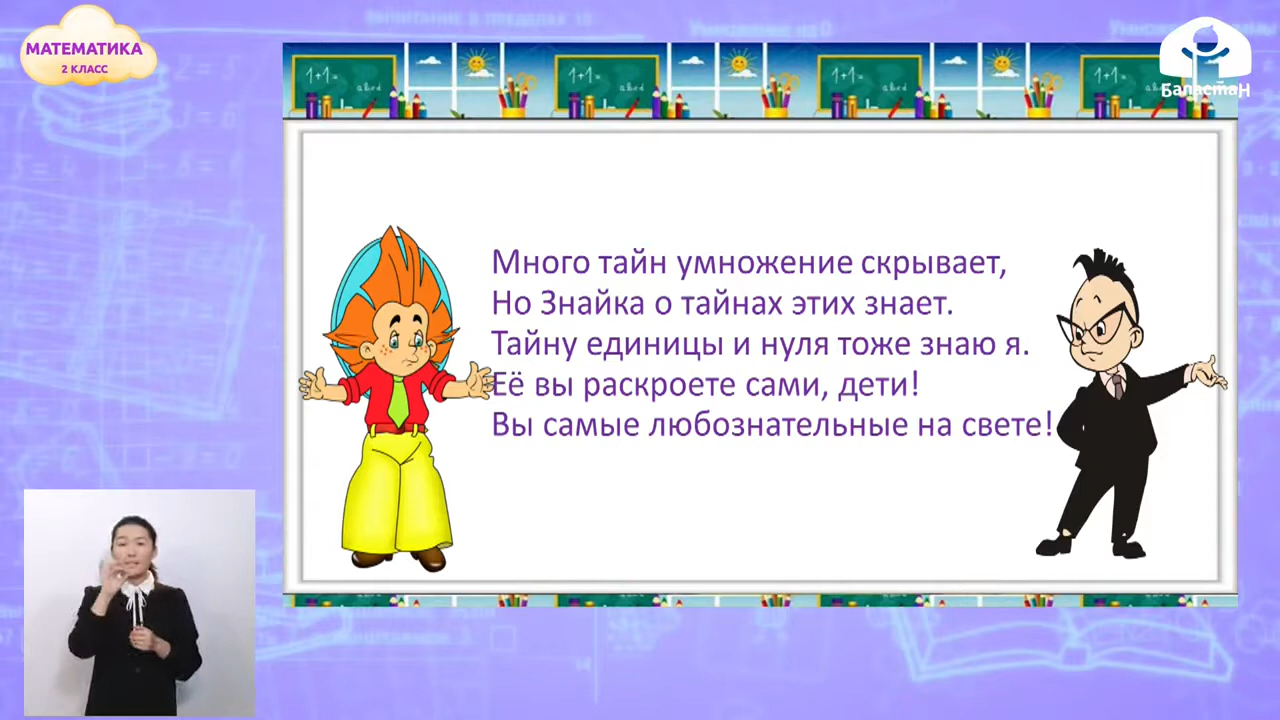 МАТЕМАТИКА
2 КЛАСС
Баластан
Много тайн умножение скрывает,
Но Знайка о тайнах этих знает.
Тайну единицы и нуля тоже знаю я.
Её вы раскроете сами, дети!
Вы самые любознательные на свете!